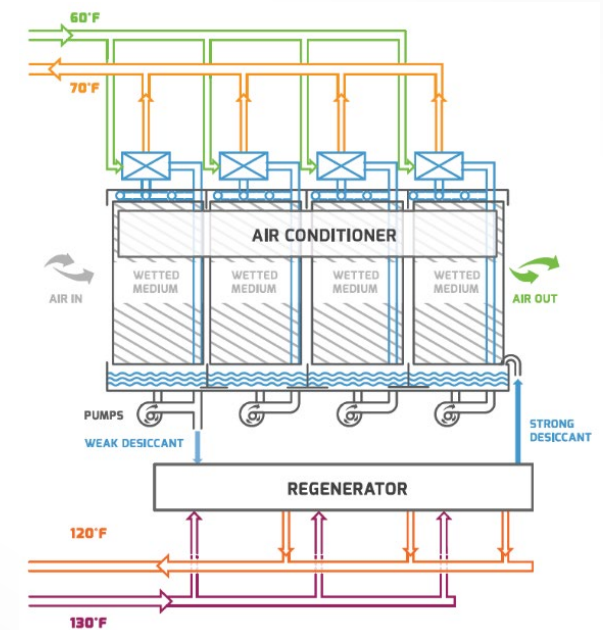 60°F
70°F
AIR CONDITIONER
WETTED MEDIUM
WETTED MEDIUM
WETTED MEDIUM
WETTED MEDIUM
AIR IN
AIR OUT
PUMPS
WEAK DESICCANT
STRONG
DESICCANT
REGENERATOR
120°F
130°F